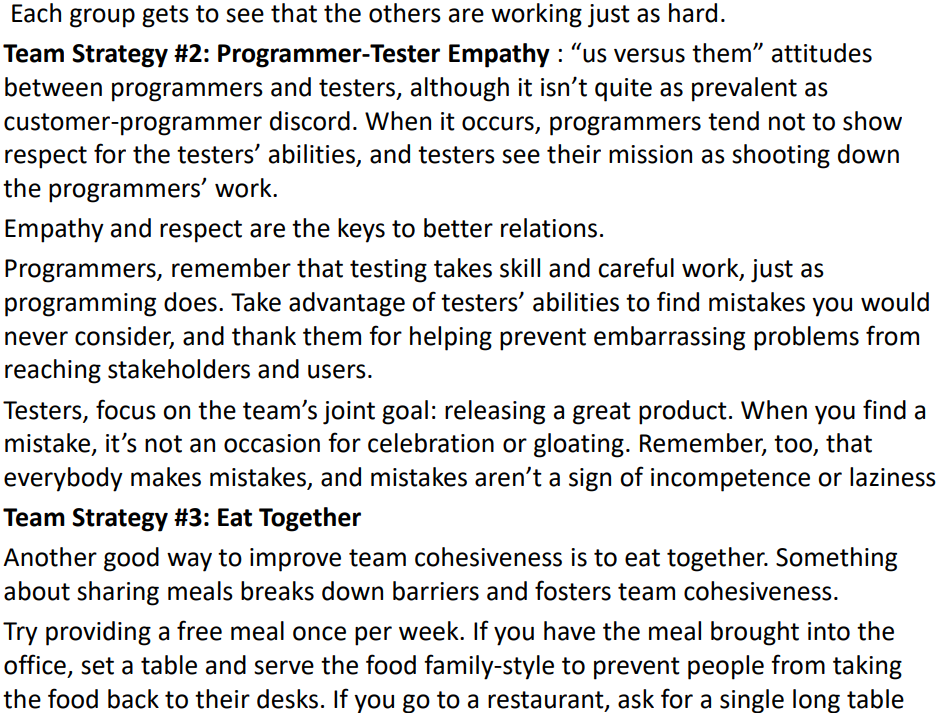 Each group gets to see that the others are working just as hard.
Team Strategy #2: Programmer-Tester Empathy : “us versus them” attitudes
between programmers and testers, although it isn’t quite as prevalent as
customer-programmer discord. When it occurs, programmers tend not to show
respect for the testers’ abilities, and testers see their mission as shooting down
the programmers’ work.
Empathy and respect are the keys to better relations.
Programmers, remember that testing takes skill and careful work, just as
programming does. Take advantage of testers’ abilities to find mistakes you would
never consider, and thank them for helping prevent embarrassing problems from
reaching stakeholders and users.
Testers, focus on the team’s joint goal: releasing a great product. When you find a
mistake, it’s not an occasion for celebration or gloating. Remember, too, that
everybody makes mistakes, and mistakes aren’t a sign of incompetence or laziness
Team Strategy #3: Eat Together
Another good way to improve team cohesiveness is to eat together. Something
about sharing meals breaks down barriers and fosters team cohesiveness.
Try providing a free meal once per week. If you have the meal brought into the
office, set a table and serve the food family-style to prevent people from taking
the food back to their desks. If you go to a restaurant, ask for a single long table